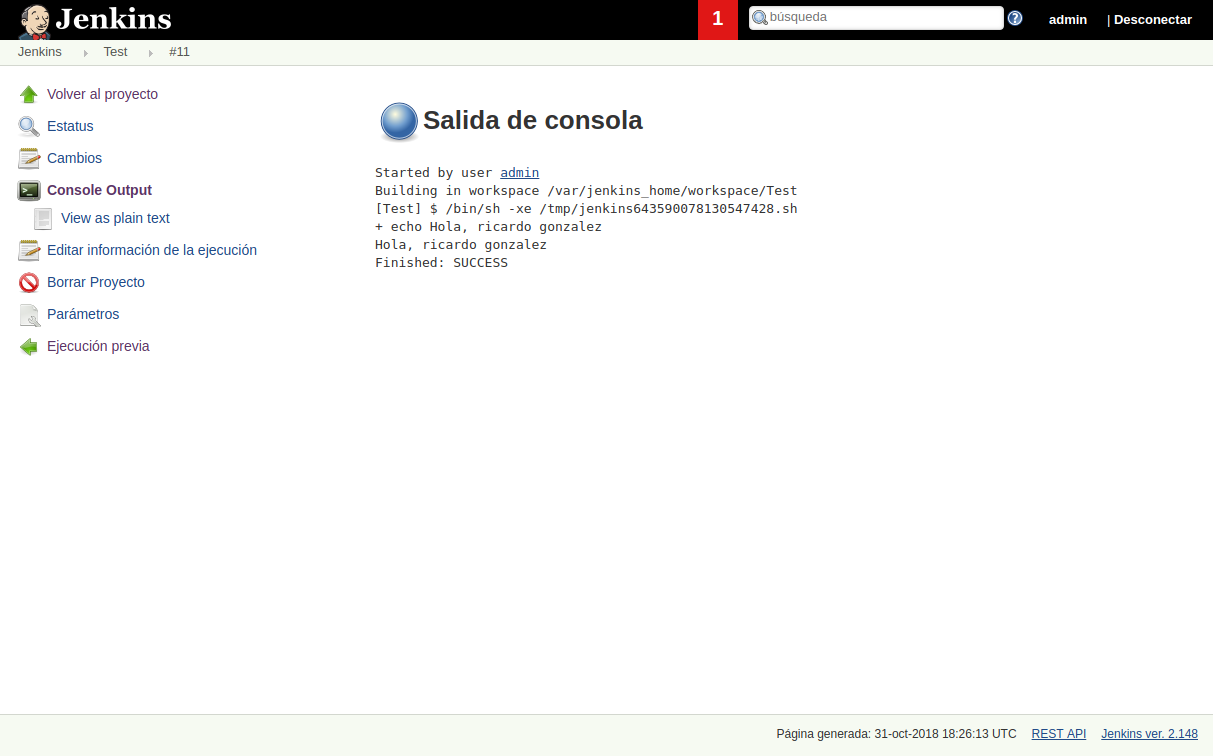 Jenkins
1
búsqueda
?
admin
| Desconectar
Jenkins
Test
#11
Volver al proyecto
Estatus
Cambios
Console Output
View as plain text
Editar información de la ejecución
Borrar Proyecto
Parámetros
Ejecución previa
Salida de consola
Started by user admin
Building in workspace /var/jenkins_home/workspace/Test
[Test] $ /bin/sh -xe /tmp/jenkins643590078130547428.sh
+ echo Hola, ricardo gonzalez
Hola, ricardo gonzalez
Finished: SUCCESS
Página generada: 31-oct-2018 18:26:13 UTC
REST API
Jenkins ver. 2.148